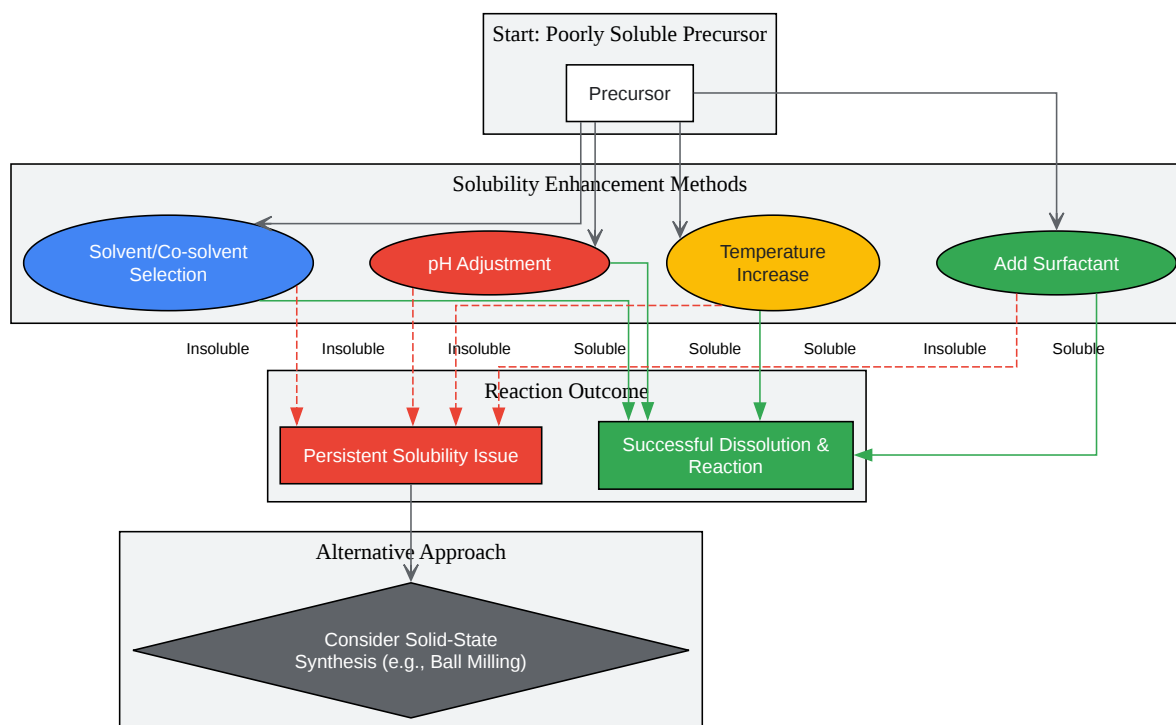 Start: Poorly Soluble Precursor
Precursor
Solubility Enhancement Methods
Solvent/Co-solvent
Selection
pH Adjustment
Temperature
Increase
Add Surfactant
Insoluble
Insoluble
Insoluble
Soluble
Soluble
Soluble
Insoluble
Soluble
Reaction Outcome
Persistent Solubility Issue
Successful Dissolution &
Reaction
Alternative Approach
Consider Solid-State
Synthesis (e.g., Ball Milling)